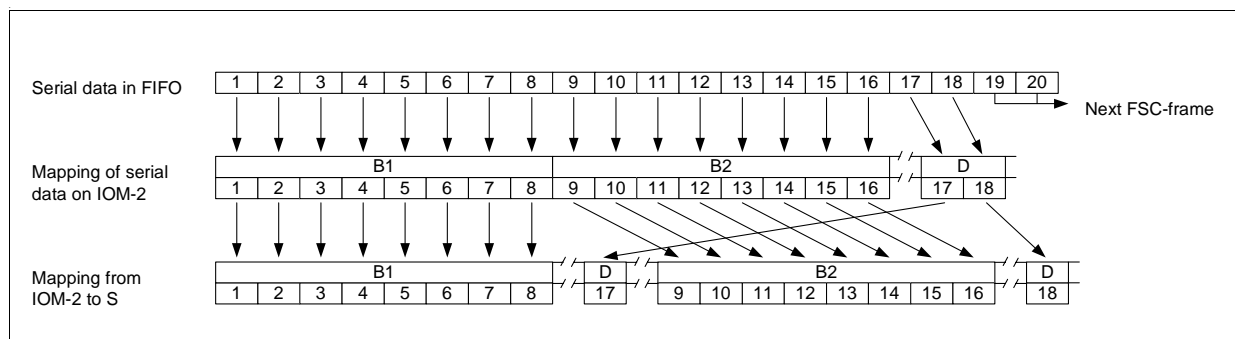 Serial data in FIFO
1 2 3 4 5 6 7 8 9 10 11 12 13 14 15 16 17 18 19 20
Next FSC-frame
Mapping of serial
data on IOM-2
B1 B2 D
1 2 3 4 5 6 7 8 9 10 11 12 13 14 15 16 17 18
Mapping from
IOM-2 to S
B1 D B2 D
1 2 3 4 5 6 7 8 17 9 10 11 12 13 14 15 16 18